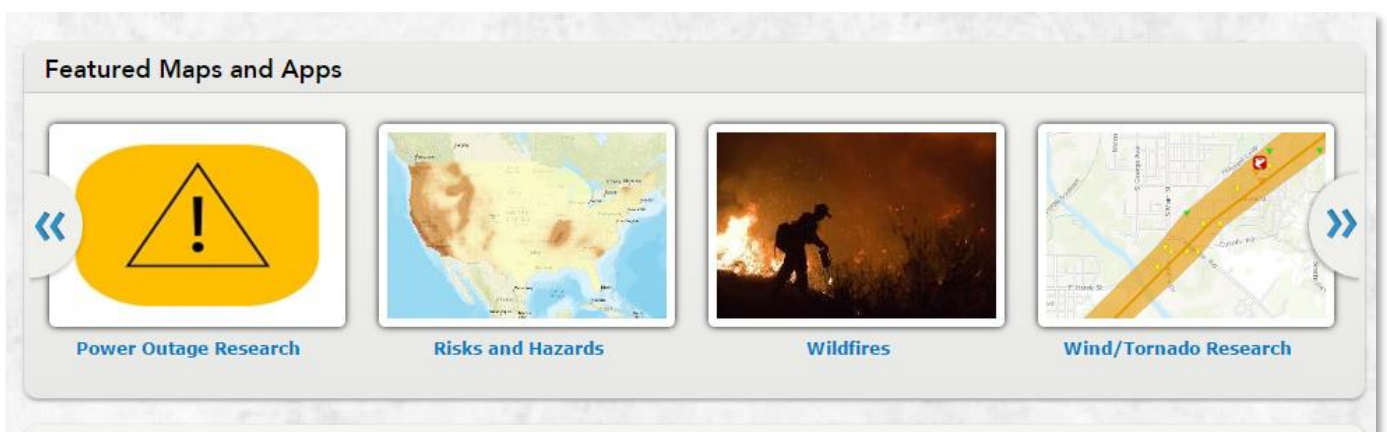 Featured Maps and Apps
!
Power Outage Research
Risks and Hazards
Wildfires
Wind/Tornado Research